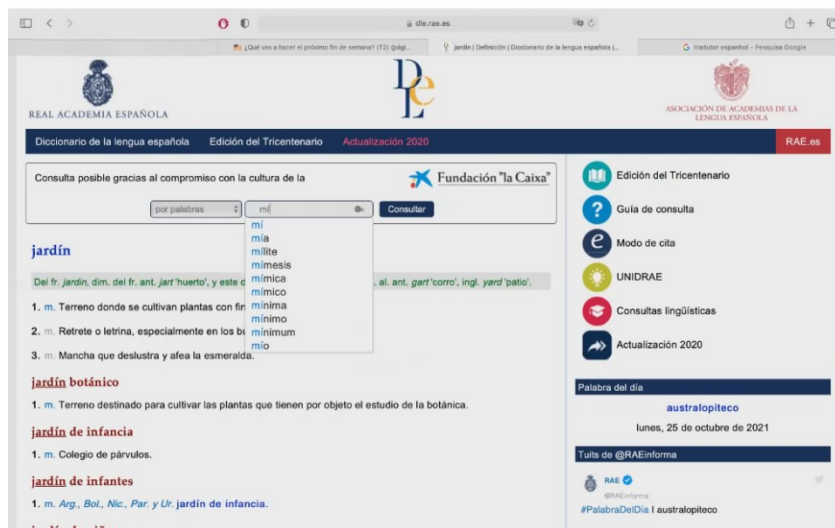 die.rae.es
¿Qué vas a hacer el próximo fin de semana? (T2) (pági...
jardín | Definición | Diccionario de la lengua española |...
tradutor espanhol - Pesquisa Google
REAL ACADEMIA ESPAÑOLA
Dle
ASOCIACIÓN DE ACADEMIAS DE LA
LENGUA ESPAÑOLA
Diccionario de la lengua española Edición del Tricentenario Actualización 2020 RAE.es
Consulta posible gracias al compromiso con la cultura de la
Fundación "la Caixa"
por palabras
mí
Consultar
mí
mía
mílite
mímesis
mímica
mímico
mínima
mínimo
mínimum
mío
jardín
Del fr. jardin, dim. del fr. ant. jart 'huerto', y este d . al. ant. gart 'corro', ingl. yard 'patio'.
1. m. Terreno donde se cultivan plantas con fin
2. m. Retrete o letrina, especialmente en los bu
3. m. Mancha que deslustra y afea la esmeralda.
jardín botánico
1. m. Terreno destinado para cultivar las plantas que tienen por objeto el estudio de la botánica.
jardín de infancia
1. m. Colegio de párvulos.
jardín de infantes
1. m. Arg., Bol., Nic., Par. y Ur. jardín de infancia.
Edición del Tricentenario
Guía de consulta
Modo de cita
UNIDRAE
Consultas lingüísticas
Actualización 2020
Palabra del día
australopiteco
lunes, 25 de octubre de 2021
Tuits de @RAEinforma
RAE
@RAEinforma
#PalabraDelDía | australopiteco